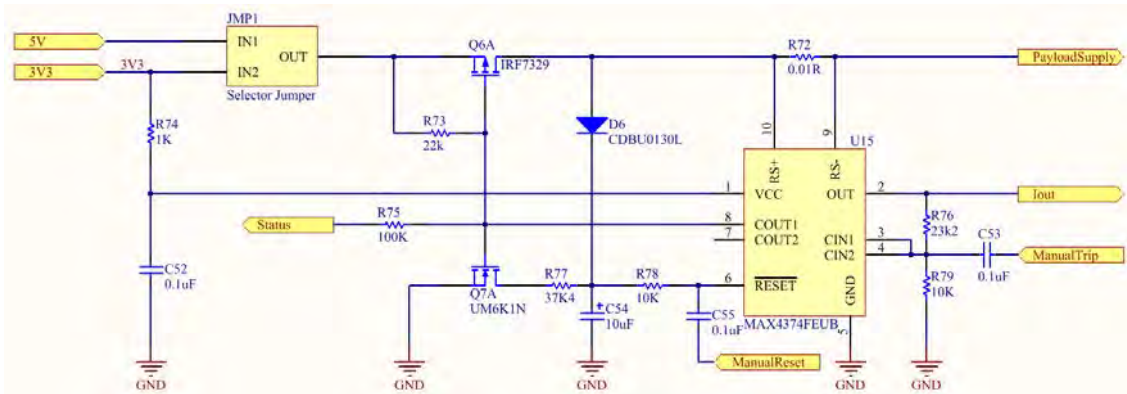 JMP1
5V
IN1
OUT
3V3
3V3
IN2
Selector Jumper
Q6A
IRF7329
R72
0.01R
PayloadSupply
R74
1K
R73
22k
D6
CDBU0130L
10
9
U15
RS+
RS-
1
VCC
OUT
2
Iout
Status
R75
100K
8
COUT1
7
COUT2
CIN1
3
CIN2
4
R76
23k2
C53
0.1uF
ManualTrip
C52
0.1uF
Q7A
UM6K1N
R77
37K4
R78
10K
6
RESET
GND
5
R79
10K
C54
10uF
C55
0.1uF
MAX4374FEUB
ManualReset
GND
GND
GND
GND
GND